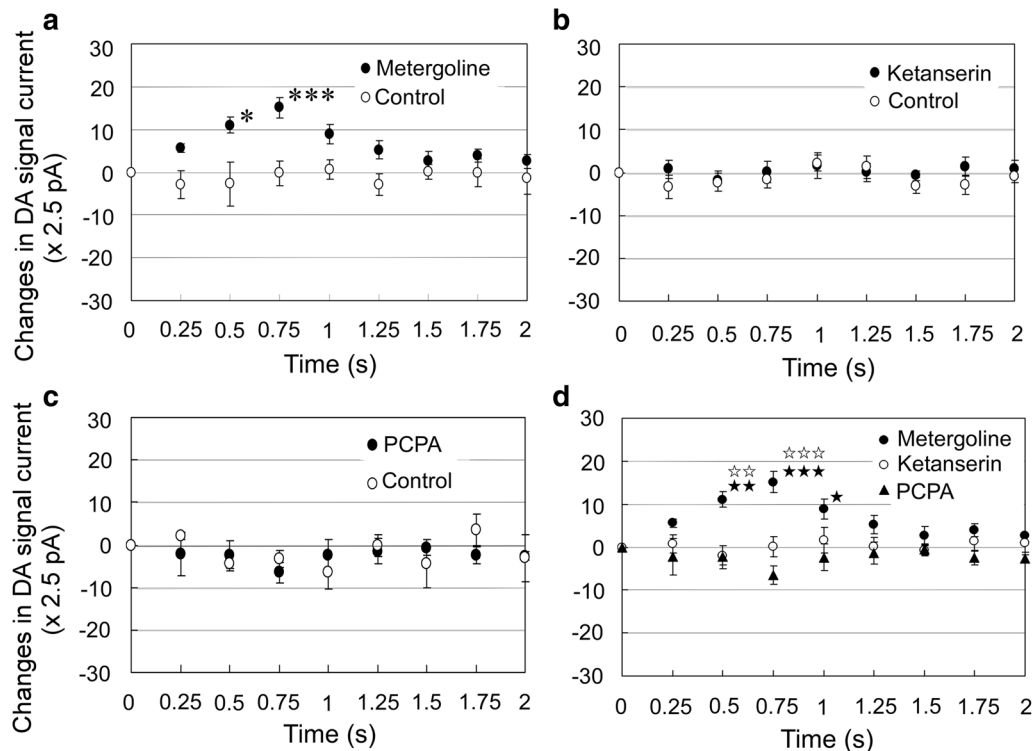 a
Changes in DA signal current
(x 2.5 pA)
30
20
10
0
-10
-20
-30
Metergoline
Control
*
***
0 0.25 0.5 0.75 1 1.25 1.5 1.75 2
Time (s)
b
30
20
10
0
-10
-20
-30
Ketanserin
Control
0 0.25 0.5 0.75 1 1.25 1.5 1.75 2
Time (s)
c
Changes in DA signal current
(x 2.5 pA)
30
20
10
0
-10
-20
-30
PCPA
Control
0 0.25 0.5 0.75 1 1.25 1.5 1.75 2
Time (s)
d
30
20
10
0
-10
-20
-30
Metergoline
Ketanserin
PCPA
☆☆ ☆☆☆
★★ ★★★ ★
0 0.25 0.5 0.75 1 1.25 1.5 1.75 2
Time (s)